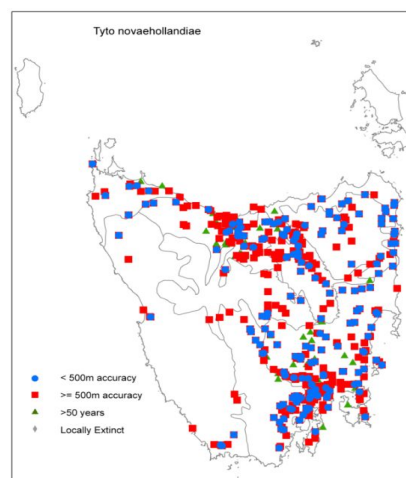 Tyto novaehollandiae
< 500m accuracy
>= 500m accuracy
>50 years
Locally Extinct